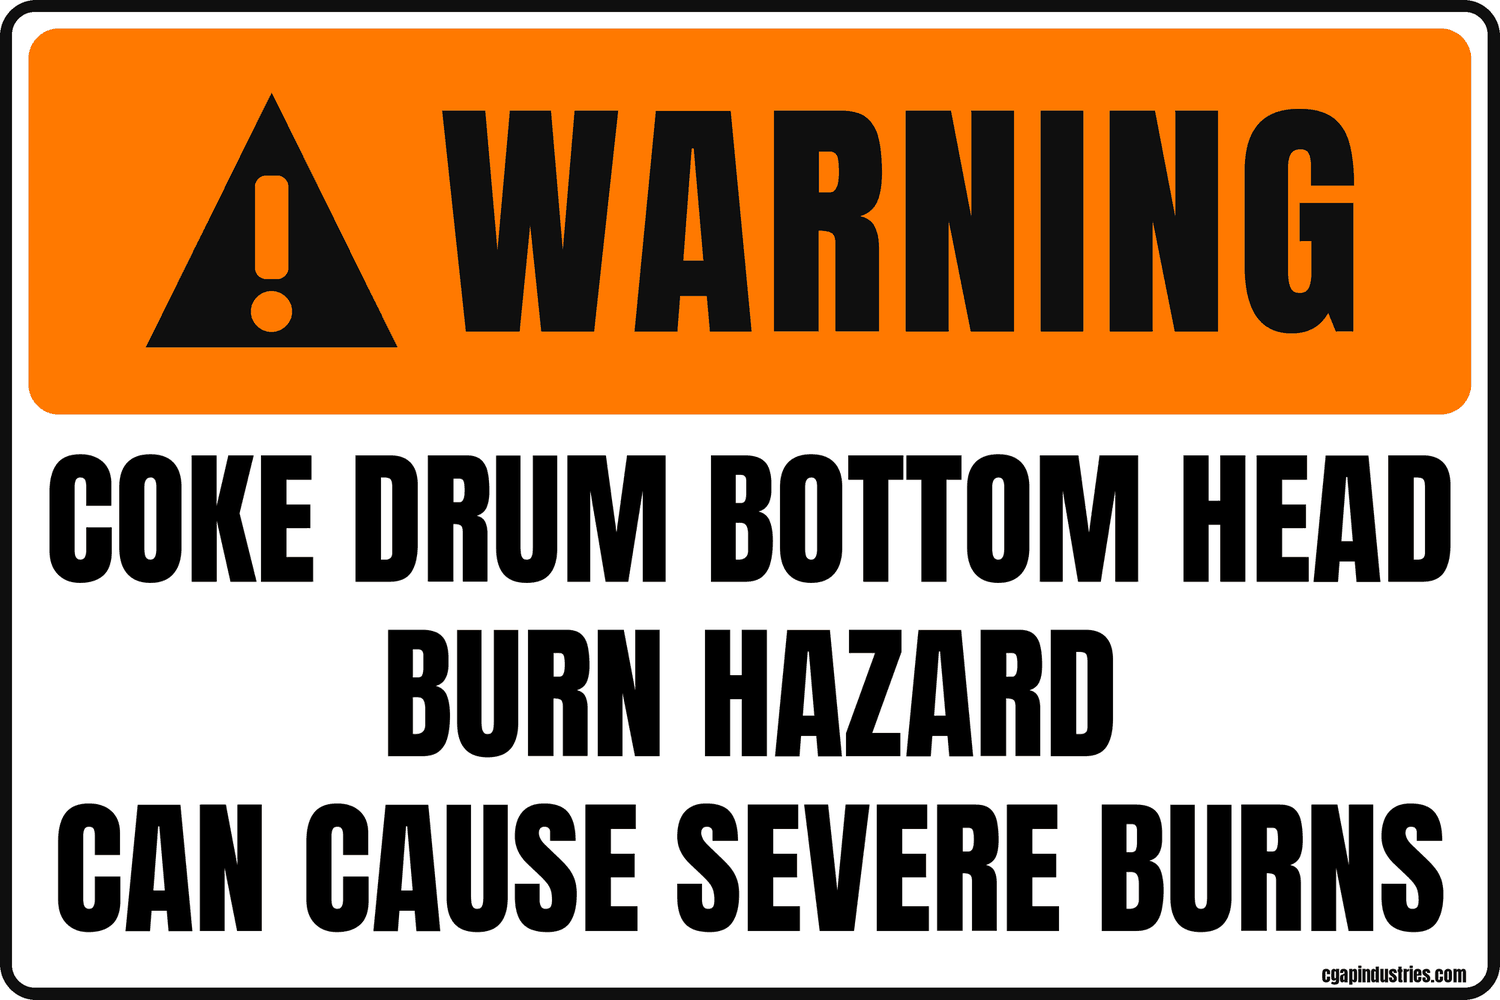 WARNING
COKE DRUM BOTTOM HEAD
BURN HAZARD
CAN CAUSE SEVERE BURNS
cgapindustries.com